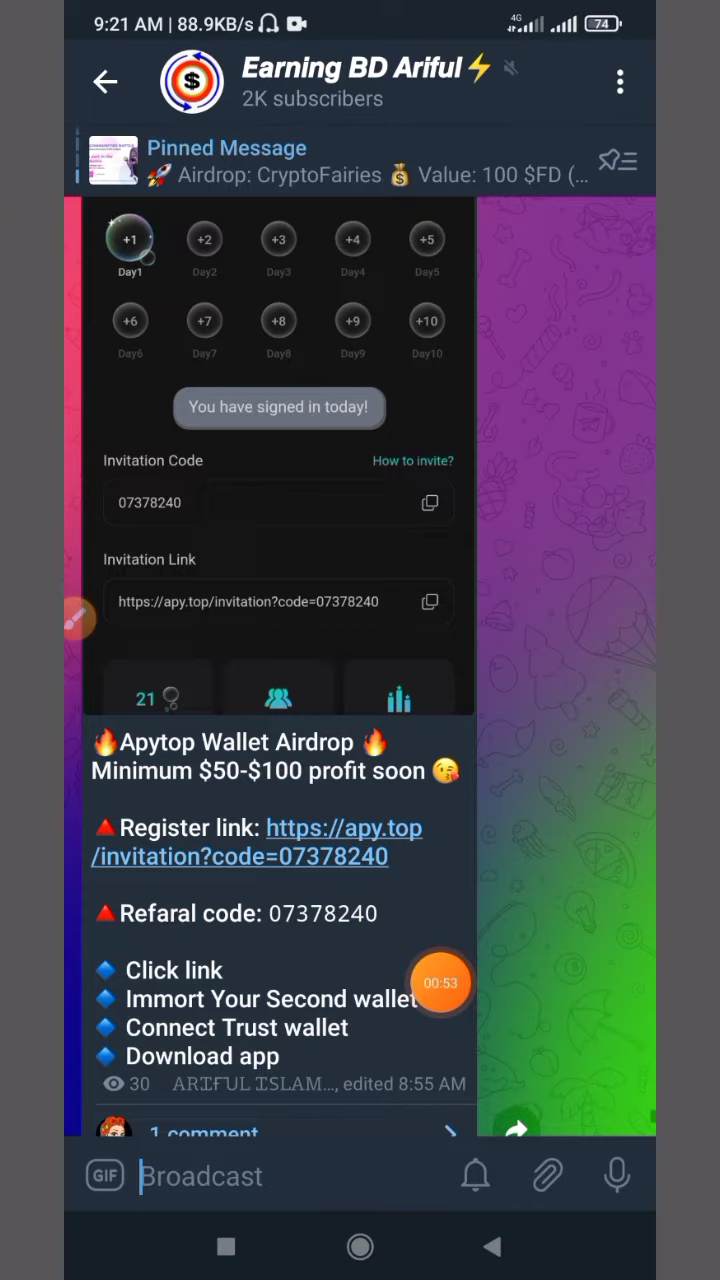 9:21 AM | 88.9KB/s
4G
74
Earning BD Ariful⚡
2K subscribers
Pinned Message
🚀 Airdrop: CryptoFairies 💰 Value: 100 $FD (...
+1 +2 +3 +4 +5
Day1 Day2 Day3 Day4 Day5
+6 +7 +8 +9 +10
Day6 Day7 Day8 Day9 Day10
You have signed in today!
Invitation Code How to invite?
07378240
Invitation Link
https://apy.top/invitation?code=07378240
21
🔥Apytop Wallet Airdrop 🔥
Minimum $50-$100 profit soon 😘
🔺Register link: https://apy.top
/invitation?code=07378240
🔺Refaral code: 07378240
🔹 Click link
🔹 Immort Your Second wallet
00:53
🔹 Connect Trust wallet
🔹 Download app
30 ARIFUL ISLAM..., edited 8:55 AM
1 comment
GIF Broadcast